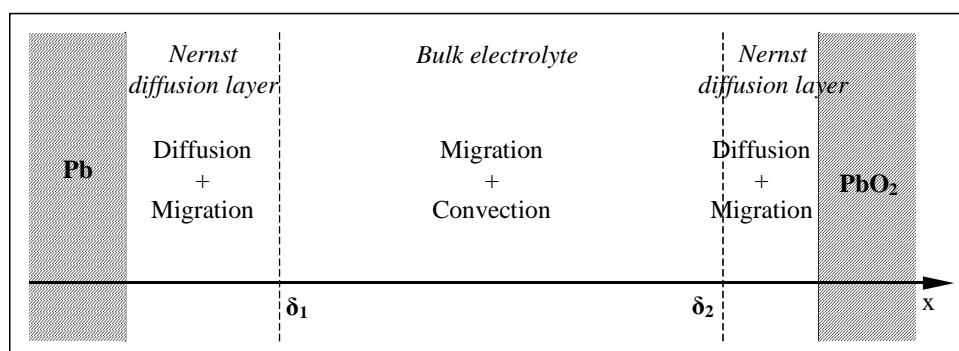 Nernst
diffusion layer
Bulk electrolyte
Nernst
diffusion layer
Pb
Diffusion
+
Migration
Migration
+
Convection
Diffusion
+
Migration
PbO₂
δ₁
δ₂
x